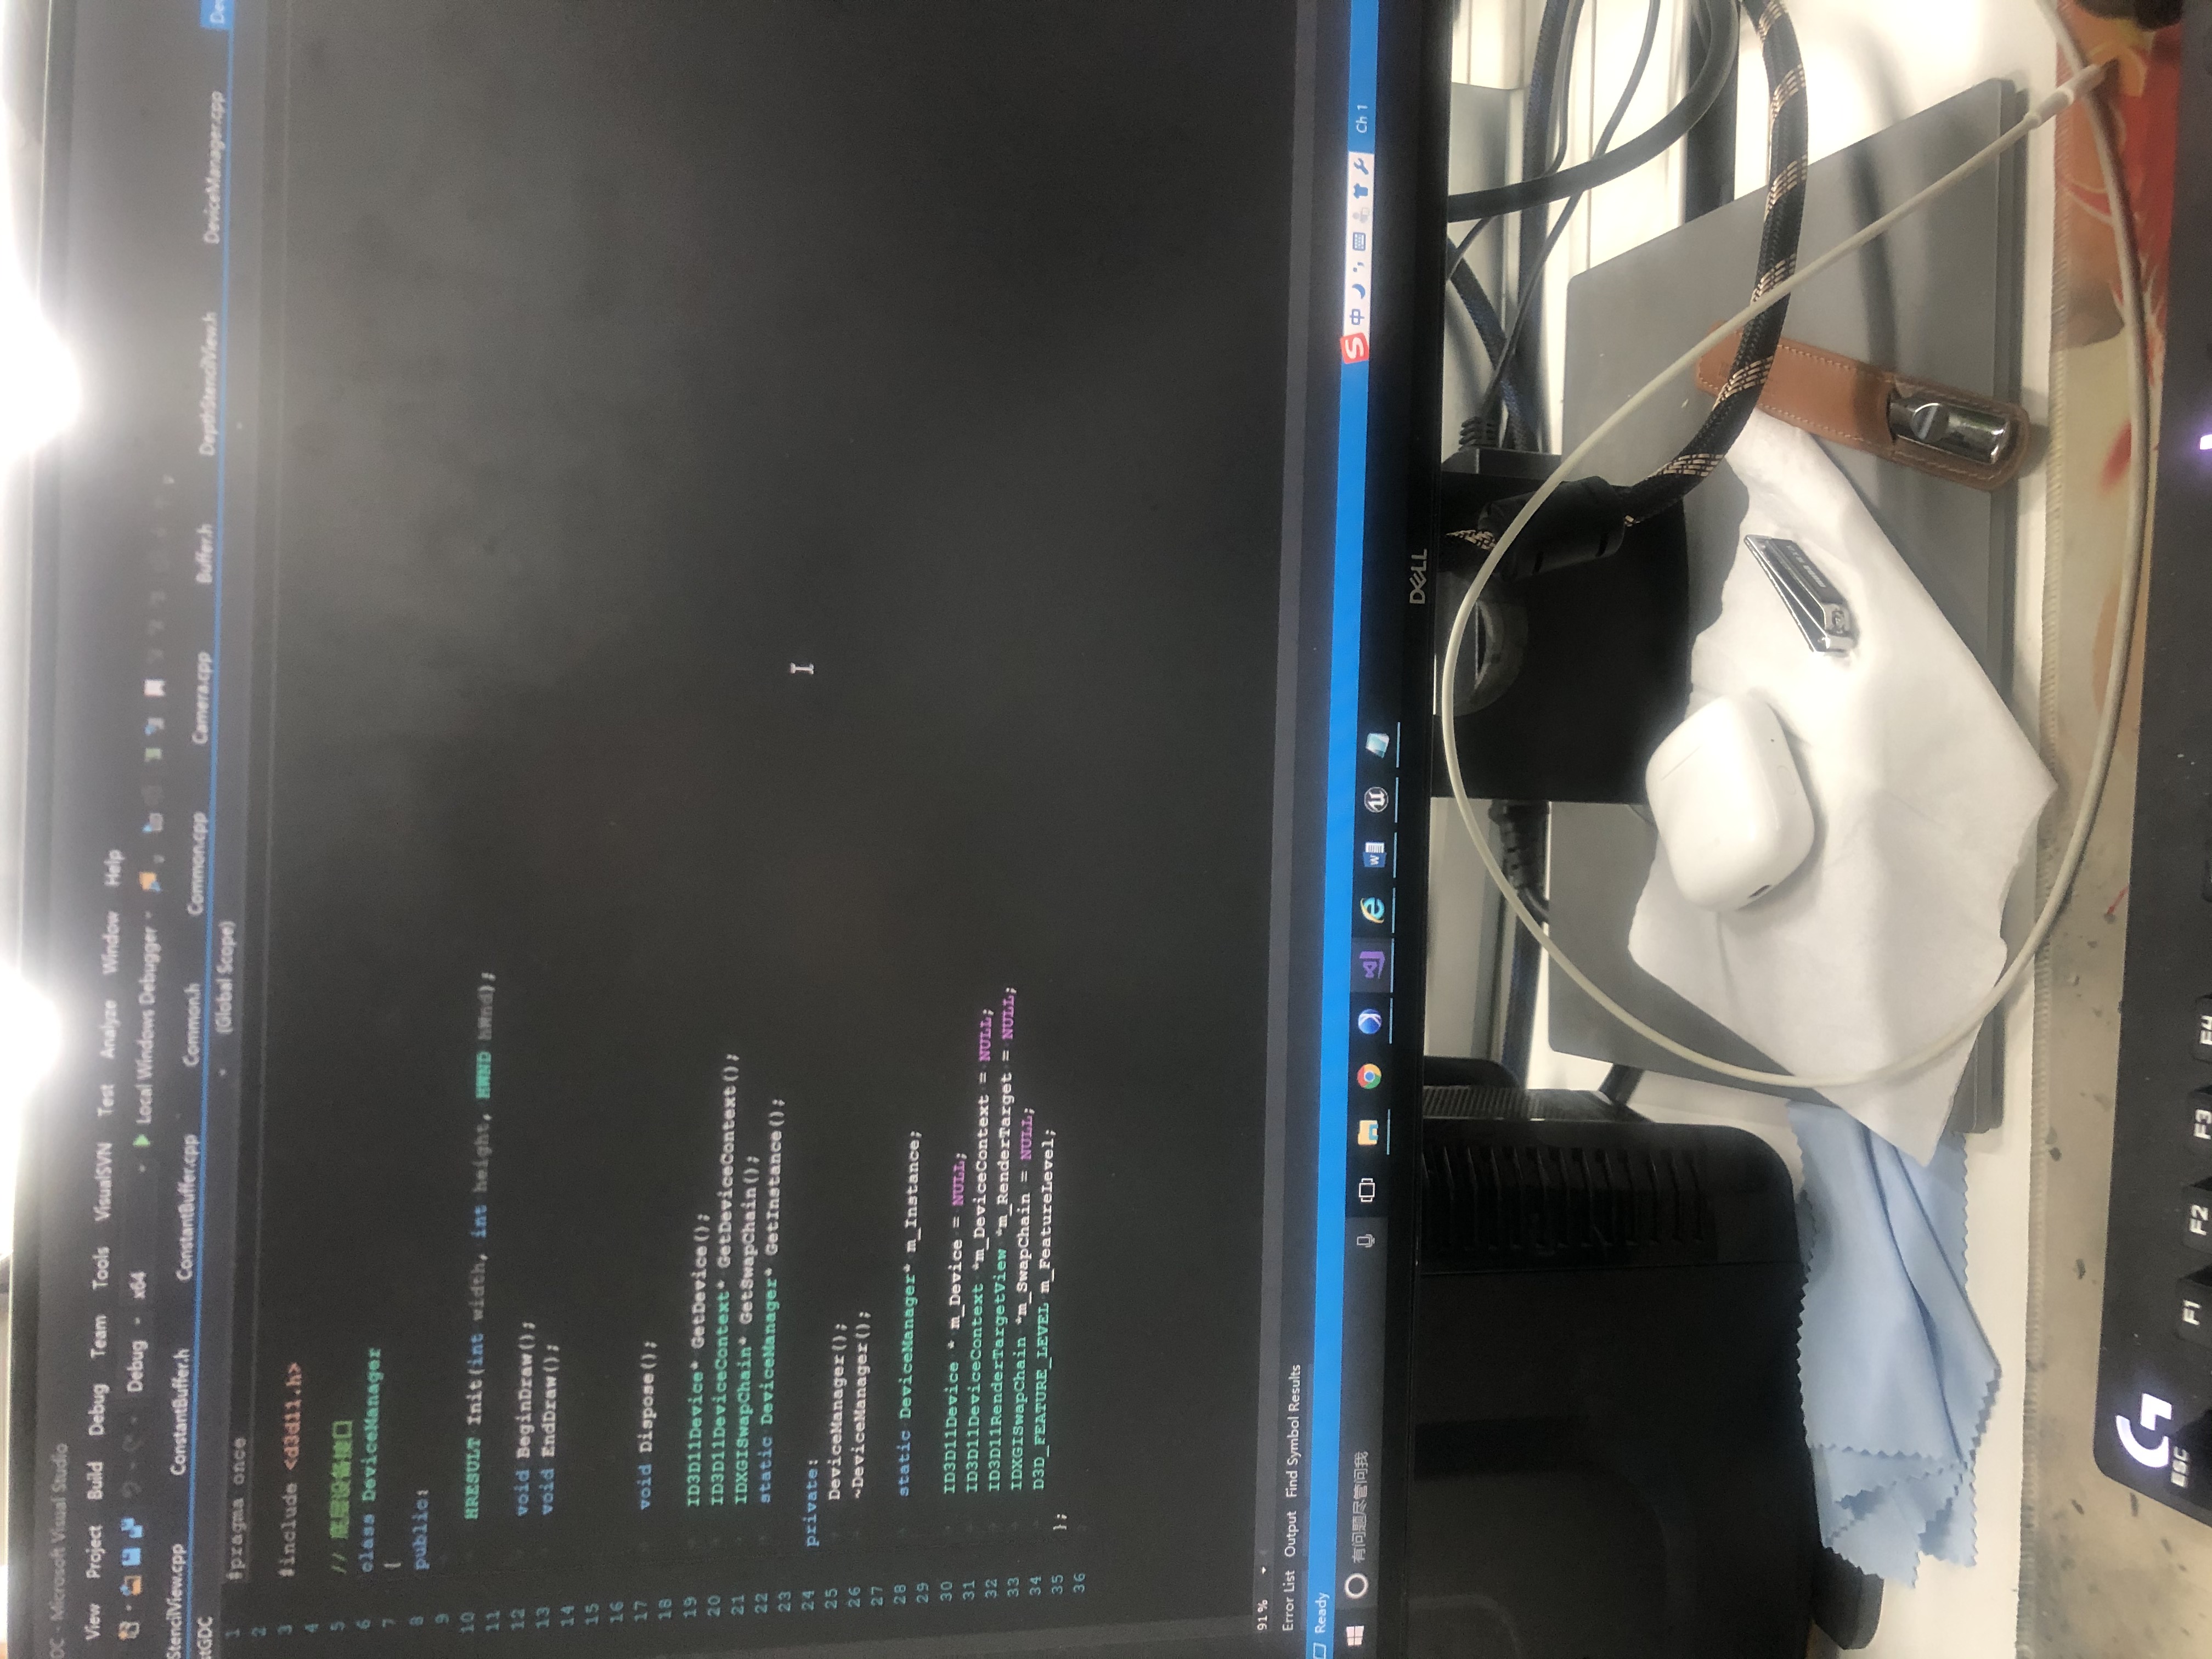 DC - Microsoft Visual Studio
View Project Build Debug Team Tools VisualSVN Test Analyze Window Help
Debug x64 Local Windows Debugger
StencilView.cpp ConstantBuffer.h ConstantBuffer.cpp Common.h Common.cpp Camera.cpp Buffer.h DepthStencilView.h DeviceManager.cpp De
stGDC (Global Scope)
1 #pragma once
2
3 #include <d3d11.h>
4
5 // 底层设备接口
6 class DeviceManager
7 {
8 public:
9
10 HRESULT Init(int width, int height, HWND hWnd);
11
12 void BeginDraw();
13 void EndDraw();
14
15
16
17 void Dispose();
18
19 ID3D11Device* GetDevice();
20 ID3D11DeviceContext* GetDeviceContext();
21 IDXGISwapChain* GetSwapChain();
22 static DeviceManager* GetInstance();
23
24 private:
25 DeviceManager();
26 ~DeviceManager();
27
28 static DeviceManager* m_Instance;
29
30 ID3D11Device * m_Device = NULL;
31 ID3D11DeviceContext *m_DeviceContext = NULL;
32 ID3D11RenderTargetView *m_RenderTarget = NULL;
33 IDXGISwapChain *m_SwapChain = NULL;
34 D3D_FEATURE_LEVEL m_FeatureLevel;
35 };
36
91 %
Error List Output Find Symbol Results
Ready
有问题尽管问我
S 中 Ch 1
DELL
G
ESC F1 F2 F3 F4